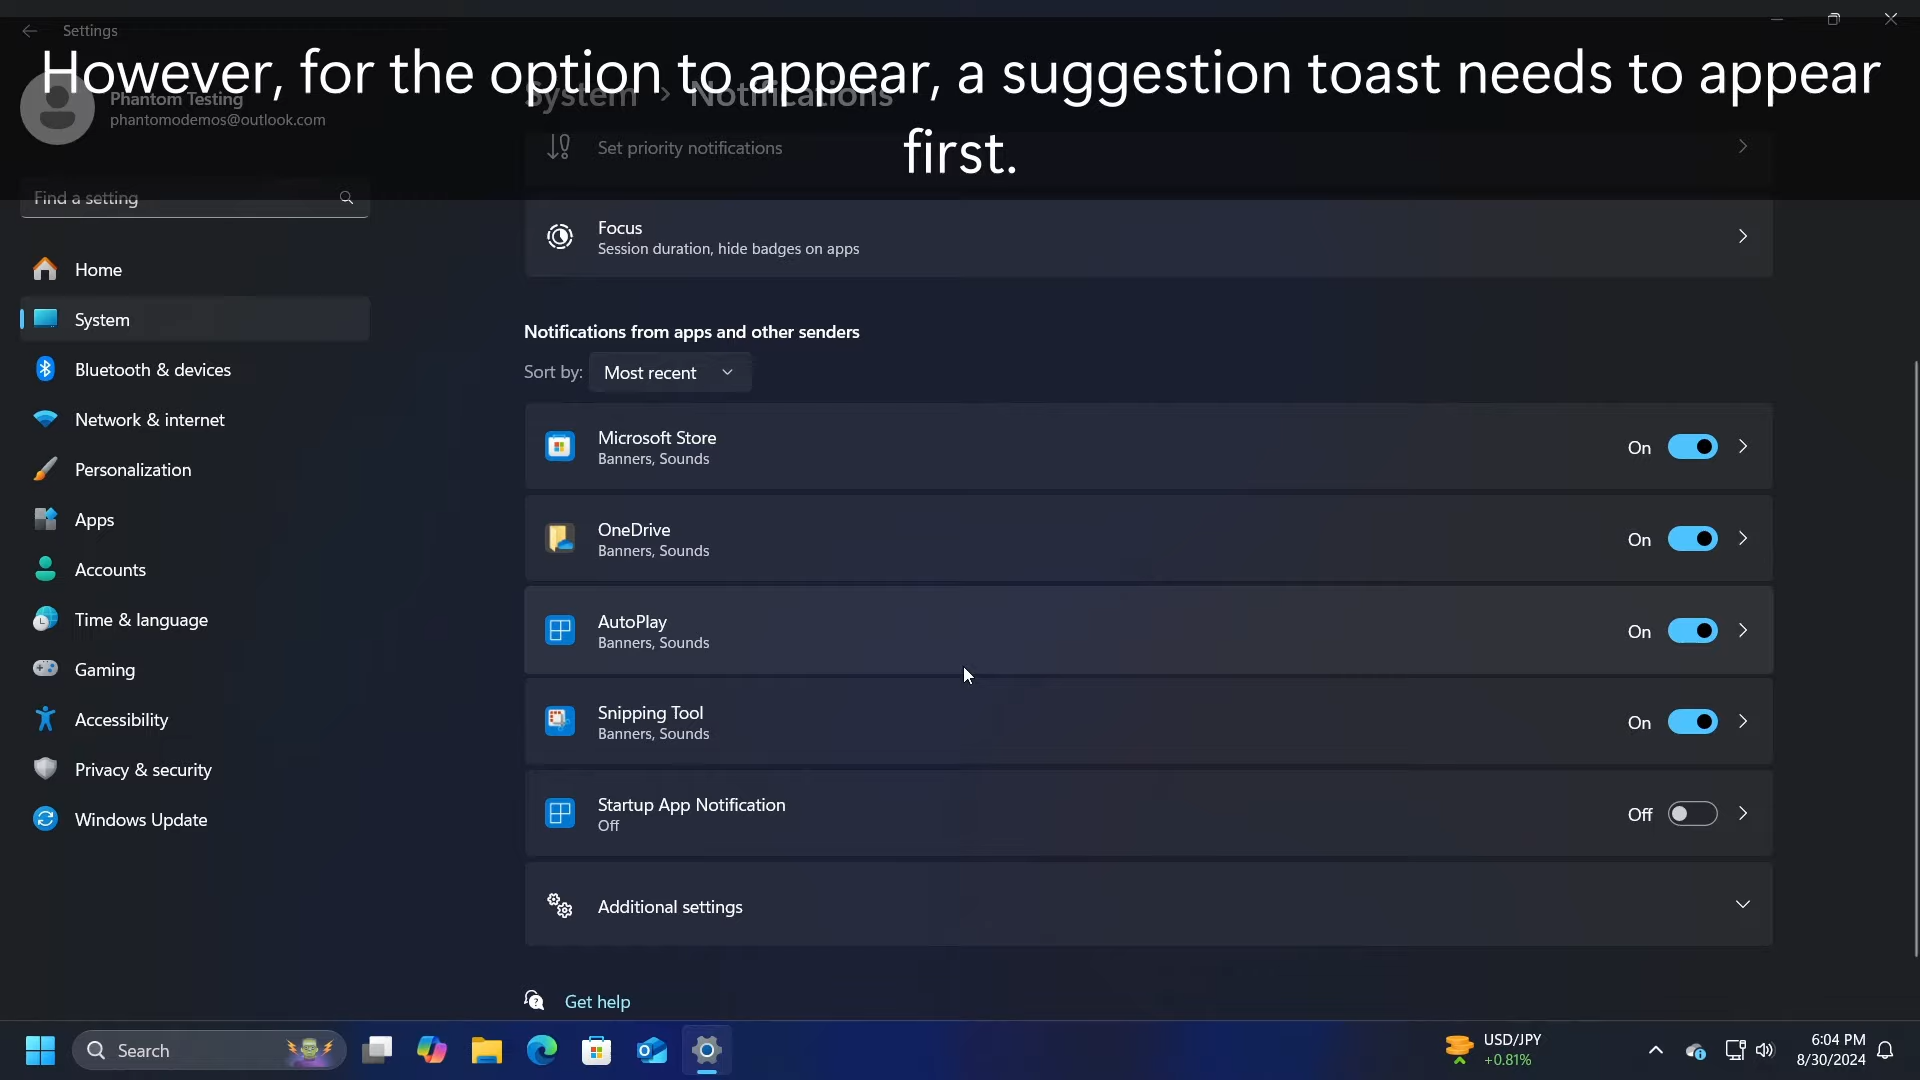 Settings
However, for the option to appear, a suggestion toast needs to appear
first.
Phantom Testing
phantomodemos@outlook.com
System > Notifications
Set priority notifications
Find a setting
Focus
Session duration, hide badges on apps
Home
System
Bluetooth & devices
Network & internet
Personalization
Apps
Accounts
Time & language
Gaming
Accessibility
Privacy & security
Windows Update
Notifications from apps and other senders
Sort by: Most recent
Microsoft Store
Banners, Sounds
On
OneDrive
Banners, Sounds
On
AutoPlay
Banners, Sounds
On
Snipping Tool
Banners, Sounds
On
Startup App Notification
Off
Off
Additional settings
Get help
Search
USD/JPY
+0.81%
6:04 PM
8/30/2024